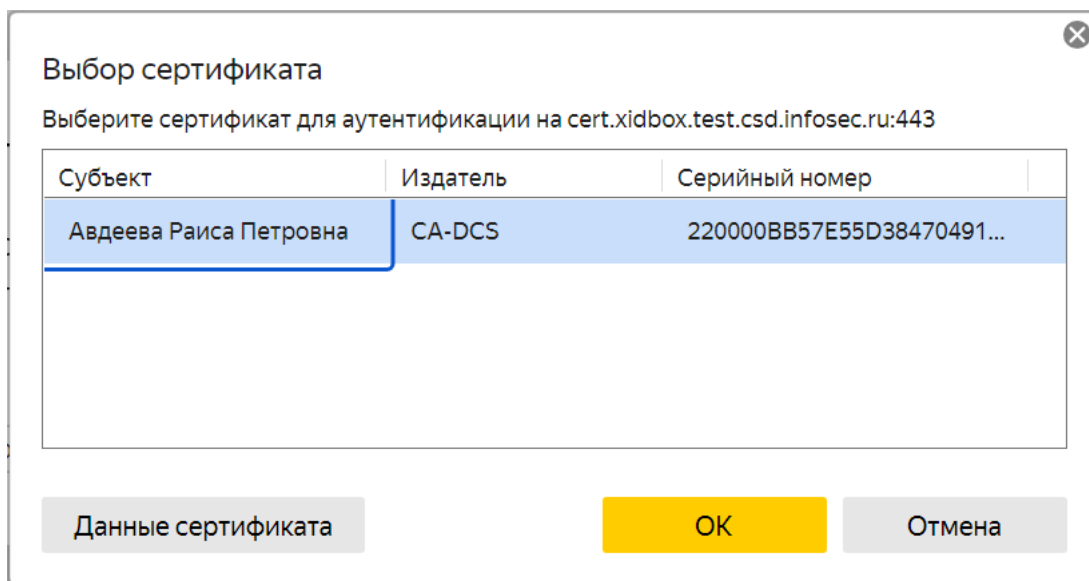 Выбор сертификата
Выберите сертификат для аутентификации на cert.xidbox.test.csd.infosec.ru:443
Субъект Издатель Серийный номер
Авдеева Раиса Петровна CA-DCS 220000BB57E55D38470491...
Данные сертификата ОК Отмена